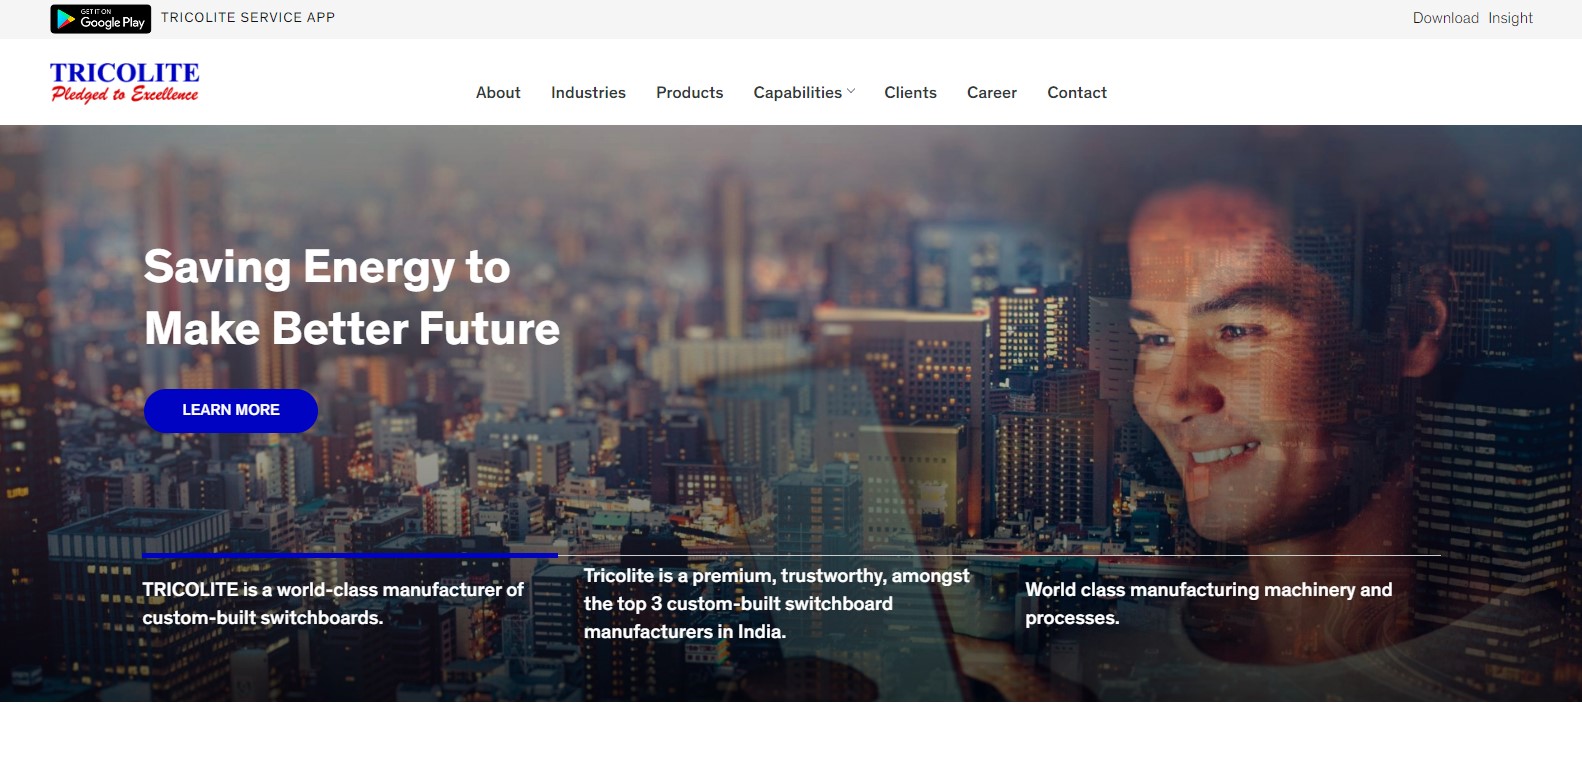 GET IT ON
Google Play
TRICOLITE SERVICE APP
Download Insight
TRICOLITE
Pledged to Excellence
About Industries Products Capabilities Clients Career Contact
Saving Energy to
Make Better Future
LEARN MORE
TRICOLITE is a world-class manufacturer of
custom-built switchboards.
Tricolite is a premium, trustworthy, amongst
the top 3 custom-built switchboard
manufacturers in India.
World class manufacturing machinery and
processes.